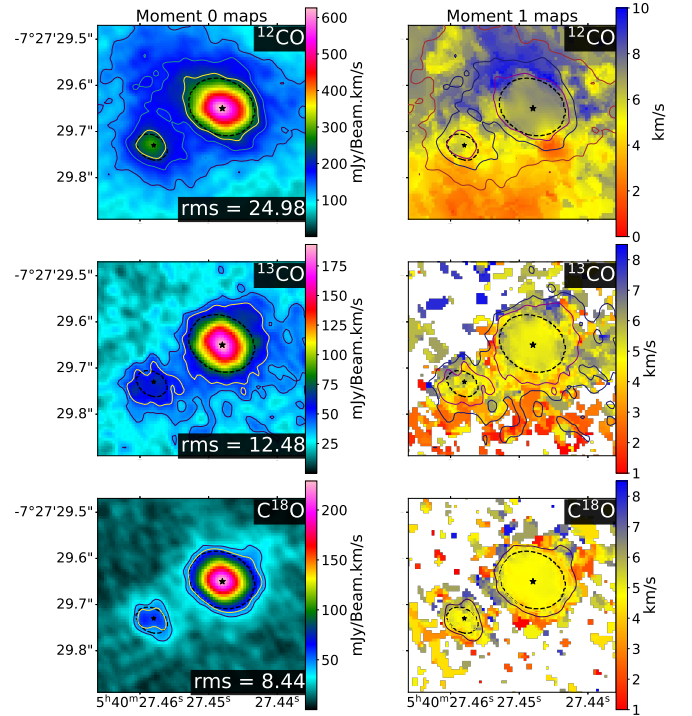 Moment 0 maps
Moment 1 maps
-7°27'29.5"
29.6"
29.7"
29.8"
¹²CO
rms = 24.98
600
500
400
300
200
100
mJy/Beam.km/s
¹²CO
10
8
6
4
2
0
km/s
-7°27'29.5"
29.6"
29.7"
29.8"
¹³CO
rms = 12.48
175
150
125
100
75
50
25
mJy/Beam.km/s
¹³CO
8
7
6
5
4
3
2
1
km/s
-7°27'29.5"
29.6"
29.7"
29.8"
C¹⁸O
rms = 8.44
200
150
100
50
0
mJy/Beam.km/s
C¹⁸O
8
7
6
5
4
3
2
1
km/s
5ʰ40ᵐ27.46ˢ 27.45ˢ 27.44ˢ
5ʰ40ᵐ27.46ˢ 27.45ˢ 27.44ˢ